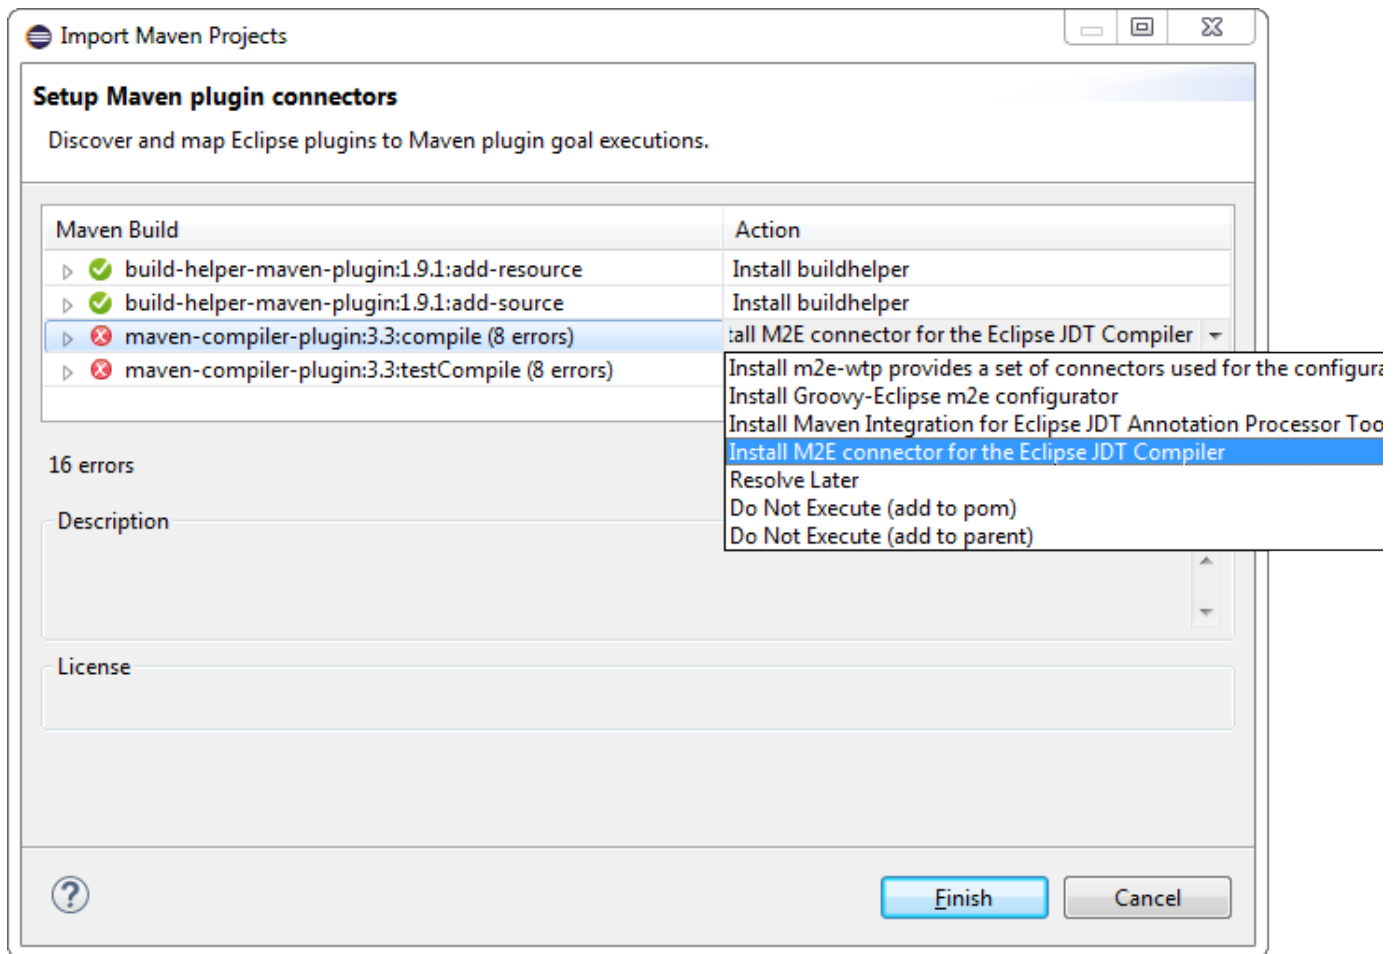 Import Maven Projects
Setup Maven plugin connectors
Discover and map Eclipse plugins to Maven plugin goal executions.
Maven Build Action
build-helper-maven-plugin:1.9.1:add-resource Install buildhelper
build-helper-maven-plugin:1.9.1:add-source Install buildhelper
maven-compiler-plugin:3.3:compile (8 errors) tall M2E connector for the Eclipse JDT Compiler
maven-compiler-plugin:3.3:testCompile (8 errors)
Install m2e-wtp provides a set of connectors used for the configura
Install Groovy-Eclipse m2e configurator
Install Maven Integration for Eclipse JDT Annotation Processor Too
Install M2E connector for the Eclipse JDT Compiler
Resolve Later
Do Not Execute (add to pom)
Do Not Execute (add to parent)
16 errors
Description
License
?
Finish Cancel